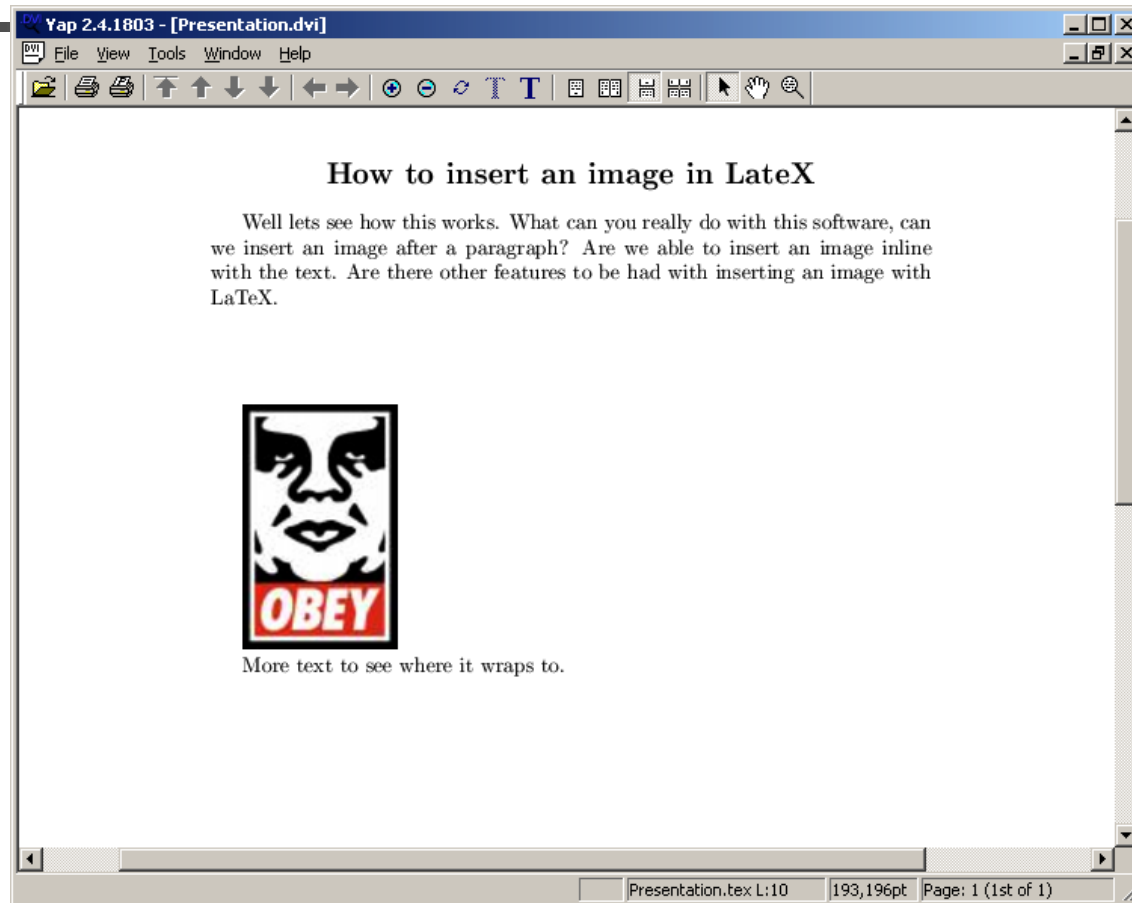 Yap 2.4.1803 - [Presentation.dvi]
File View Tools Window Help
How to insert an image in LateX
Well lets see how this works. What can you really do with this software, can
we insert an image after a paragraph? Are we able to insert an image inline
with the text. Are there other features to be had with inserting an image with
LaTeX.
OBEY
More text to see where it wraps to.
Presentation.tex L:10 193,196pt Page: 1 (1st of 1)